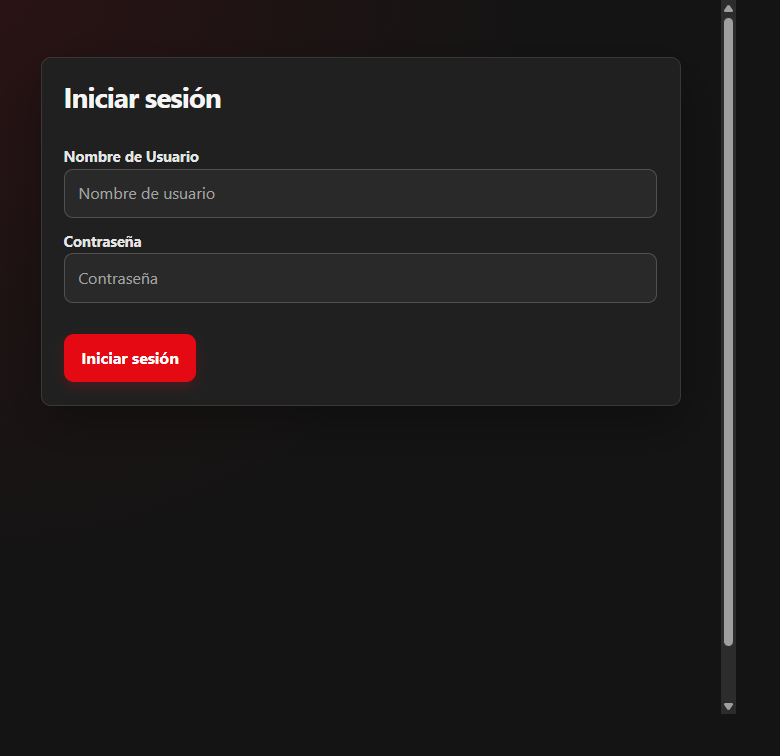 Iniciar sesión
Nombre de Usuario
Nombre de usuario
Contraseña
Contraseña
Iniciar sesión